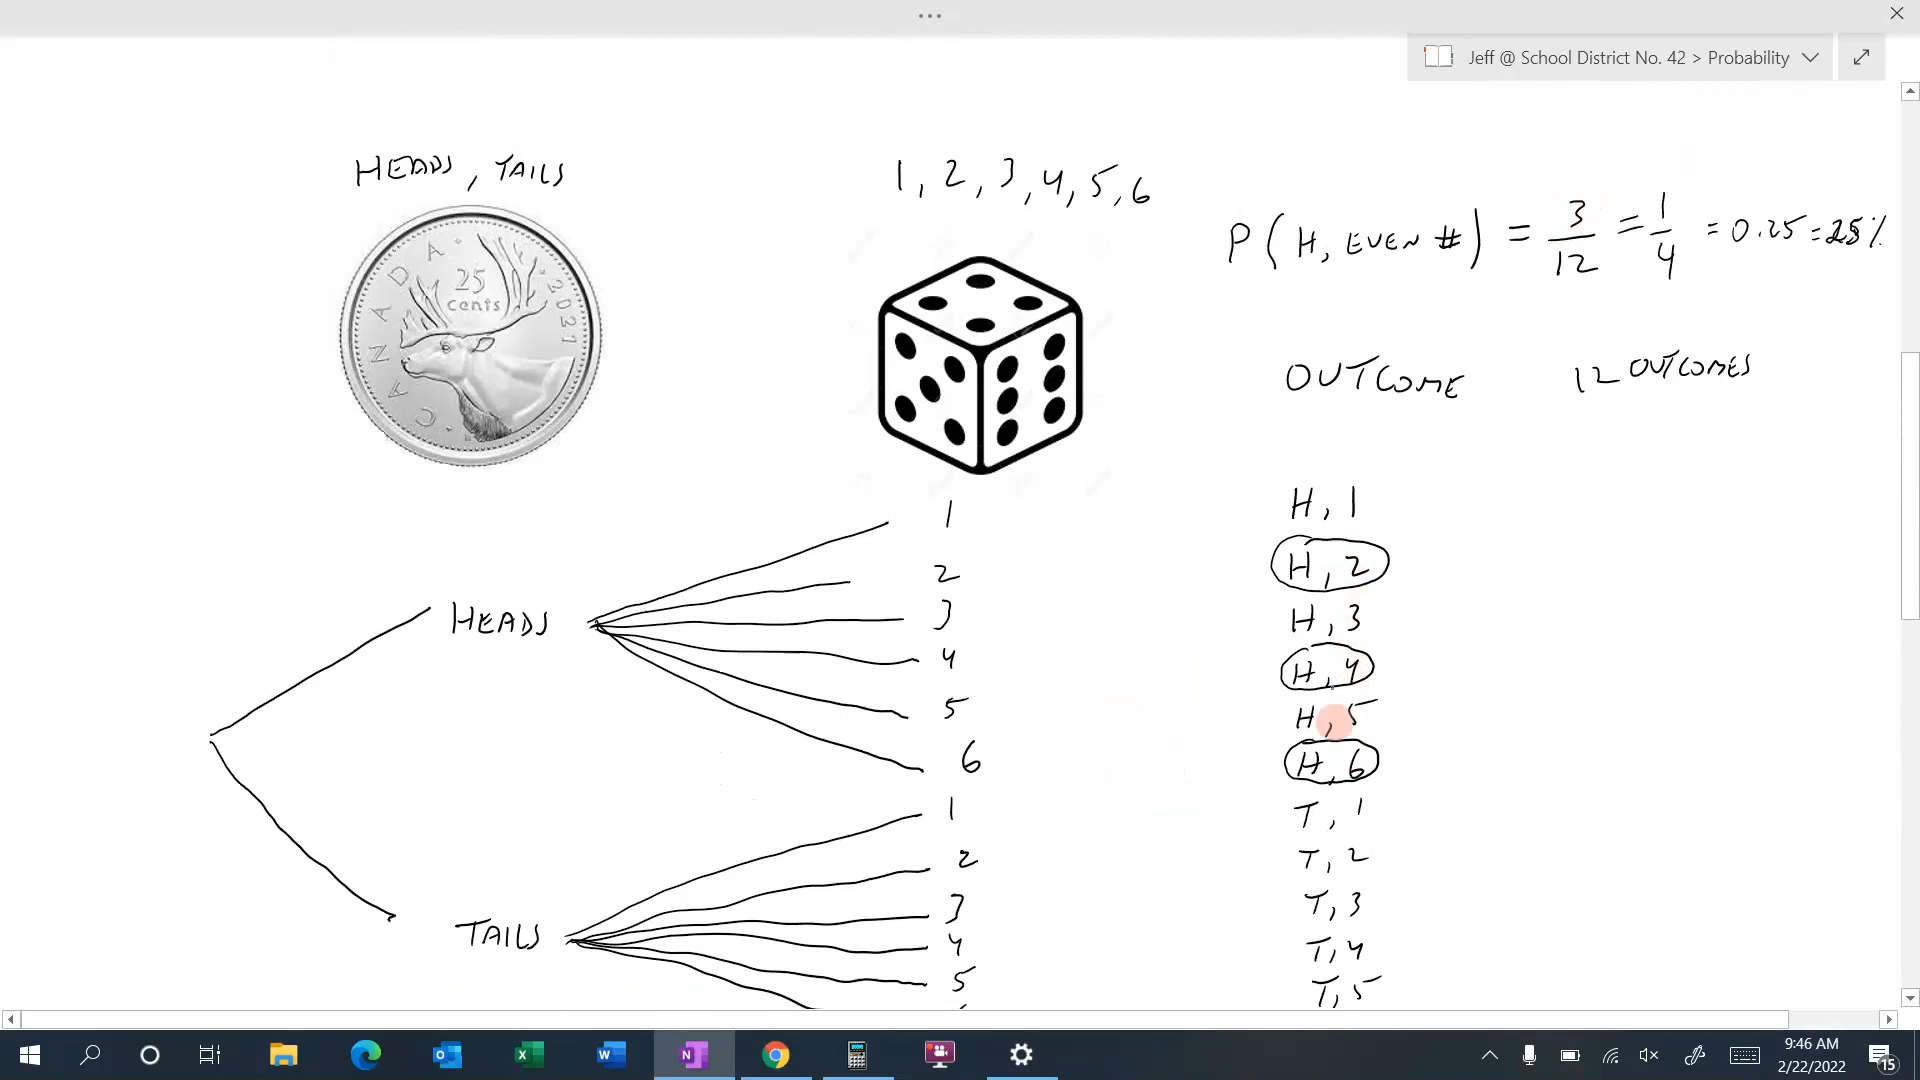 Jeff @ School District No. 42 > Probability
HEADS, TAILS
1, 2, 3, 4, 5, 6
CANADA 2021
25
cents
P(H, EVEN #) = 3/12 = 1/4 = 0.25 = 25%
OUTCOME 12 OUTCOMES
1 H, 1
2 H, 2
HEADS 3 H, 3
4 H, 4
5 H, 5
6 H, 6
1 T, 1
2 T, 2
3 T, 3
TAILS 4 T, 4
5 T, 5
9:46 AM
2/22/2022
15